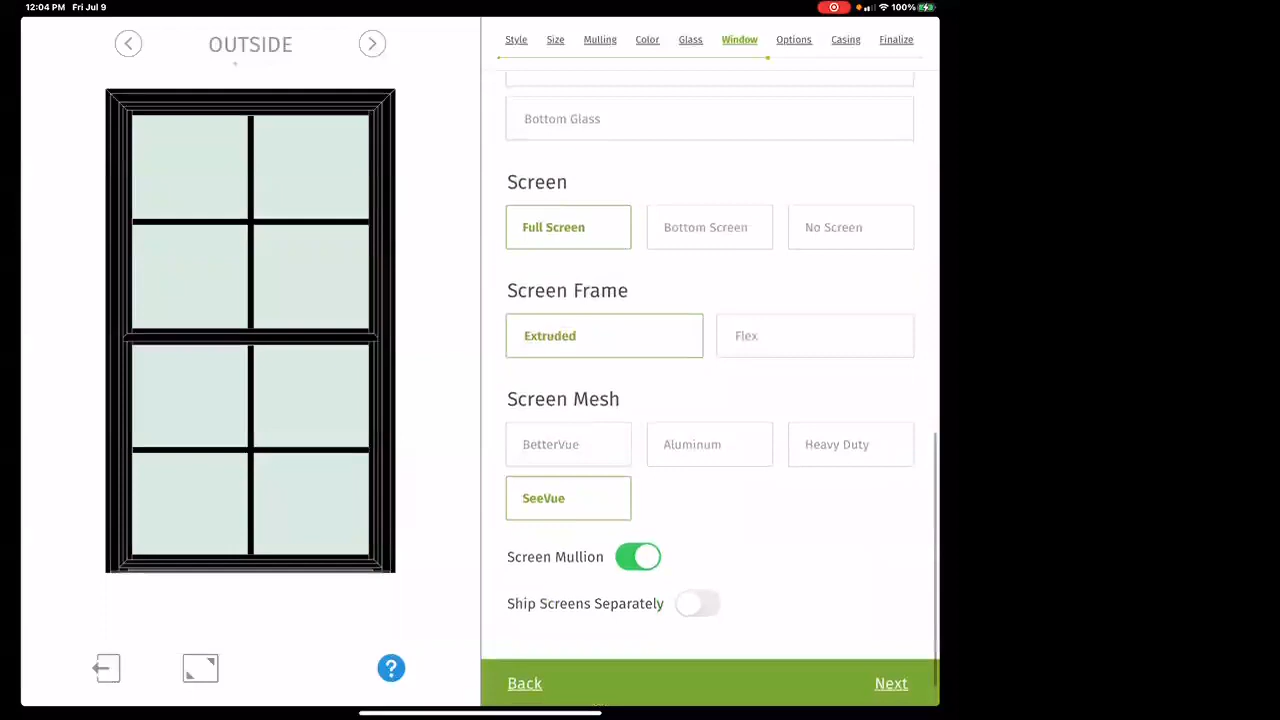 12:04 PM Fri Jul 9
100%
OUTSIDE
Style Size Mulling Color Glass Window Options Casing Finalize
Bottom Glass
Screen
Full Screen Bottom Screen No Screen
Screen Frame
Extruded Flex
Screen Mesh
BetterVue Aluminum Heavy Duty
SeeVue
Screen Mullion
Ship Screens Separately
?
Back Next